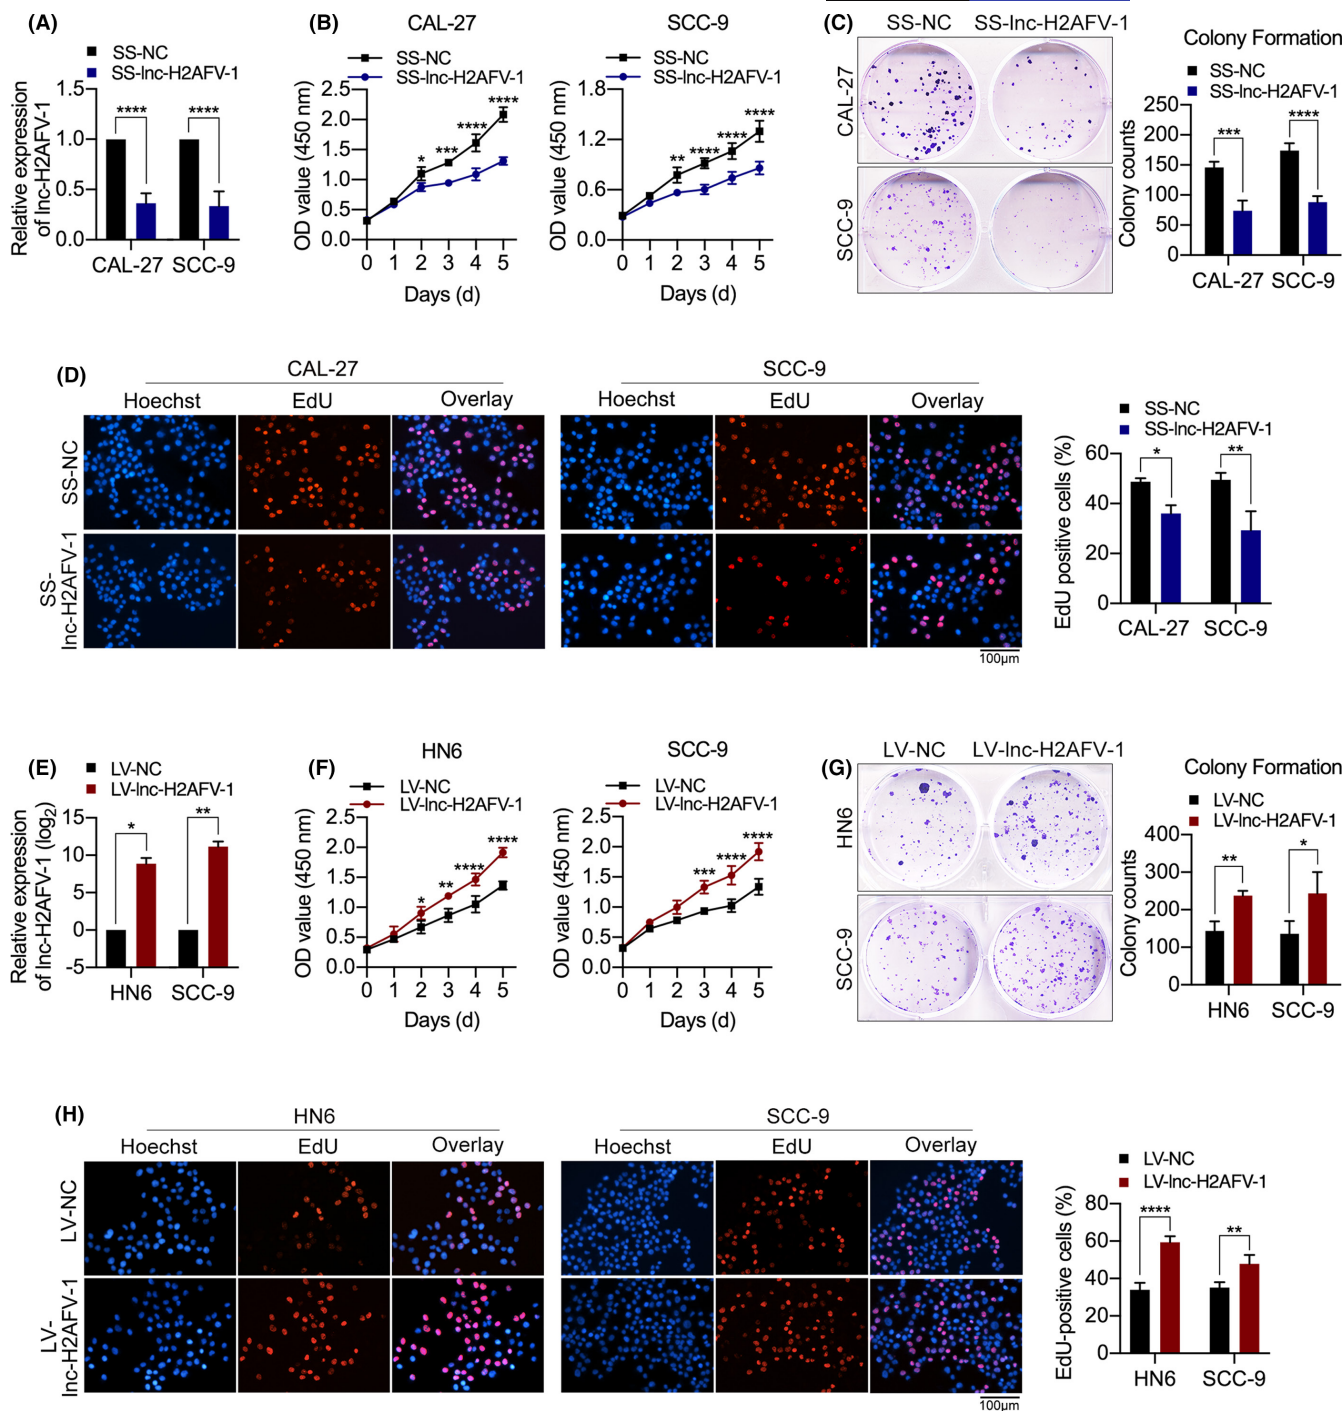 (A)
SS-NC
SS-lnc-H2AFV-1
Relative expression
of lnc-H2AFV-1
1.5
1.0
0.5
0.0
****
****
CAL-27 SCC-9
(B)
CAL-27
SS-NC
SS-lnc-H2AFV-1
OD value (450 nm)
2.5
2.0
1.5
1.0
0.5
0.0
*
***
****
****
0 1 2 3 4 5
Days (d)
SCC-9
SS-NC
SS-lnc-H2AFV-1
OD value (450 nm)
1.8
1.2
0.6
0.0
**
****
****
****
0 1 2 3 4 5
Days (d)
(C)
SS-NC SS-lnc-H2AFV-1
CAL-27
SCC-9
Colony Formation
SS-NC
SS-lnc-H2AFV-1
Colony counts
250
200
150
100
50
0
***
****
CAL-27 SCC-9
(D)
CAL-27
Hoechst EdU Overlay
SCC-9
Hoechst EdU Overlay
SS-NC
SS-
lnc-H2AFV-1
100μm
SS-NC
SS-lnc-H2AFV-1
EdU positive cells (%)
60
40
20
0
*
**
CAL-27 SCC-9
(E)
LV-NC
LV-lnc-H2AFV-1
Relative expression
of lnc-H2AFV-1 (log2)
15
10
5
0
-5
*
**
HN6 SCC-9
(F)
HN6
LV-NC
LV-lnc-H2AFV-1
OD value (450 nm)
2.5
2.0
1.5
1.0
0.5
0.0
*
**
****
****
0 1 2 3 4 5
Days (d)
SCC-9
LV-NC
LV-lnc-H2AFV-1
OD value (450 nm)
2.5
2.0
1.5
1.0
0.5
0.0
***
****
****
0 1 2 3 4 5
Days (d)
(G)
LV-NC LV-lnc-H2AFV-1
HN6
SCC-9
Colony Formation
LV-NC
LV-lnc-H2AFV-1
Colony counts
400
300
200
100
0
**
*
HN6 SCC-9
(H)
HN6
Hoechst EdU Overlay
SCC-9
Hoechst EdU Overlay
LV-NC
LV-
lnc-H2AFV-1
100μm
LV-NC
LV-lnc-H2AFV-1
EdU-positive cells (%)
80
60
40
20
0
****
**
HN6 SCC-9